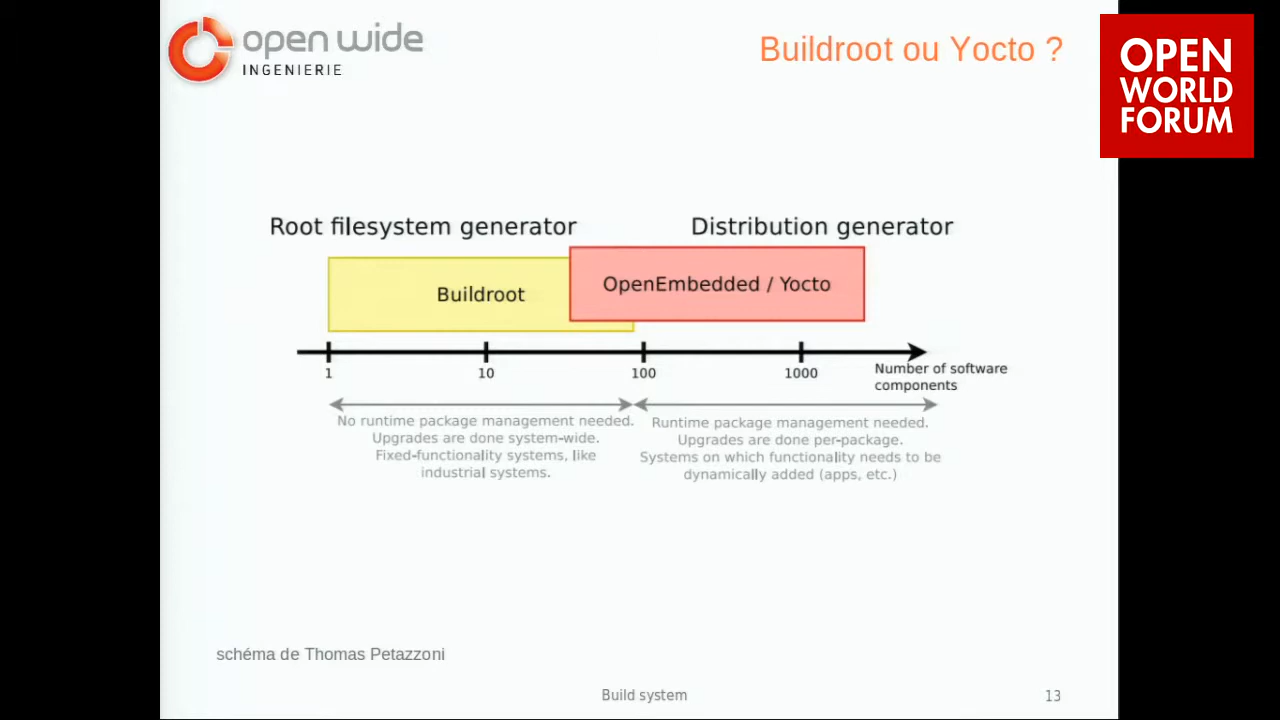 open wide
INGENIERIE
Buildroot ou Yocto ?
OPEN
WORLD
FORUM
Root filesystem generator
Distribution generator
Buildroot
OpenEmbedded / Yocto
1
10
100
1000
Number of software
components
No runtime package management needed.
Upgrades are done system-wide.
Fixed-functionality systems, like
industrial systems.
Runtime package management needed.
Upgrades are done per-package.
Systems on which functionality needs to be
dynamically added (apps, etc.)
schéma de Thomas Petazzoni
Build system
13